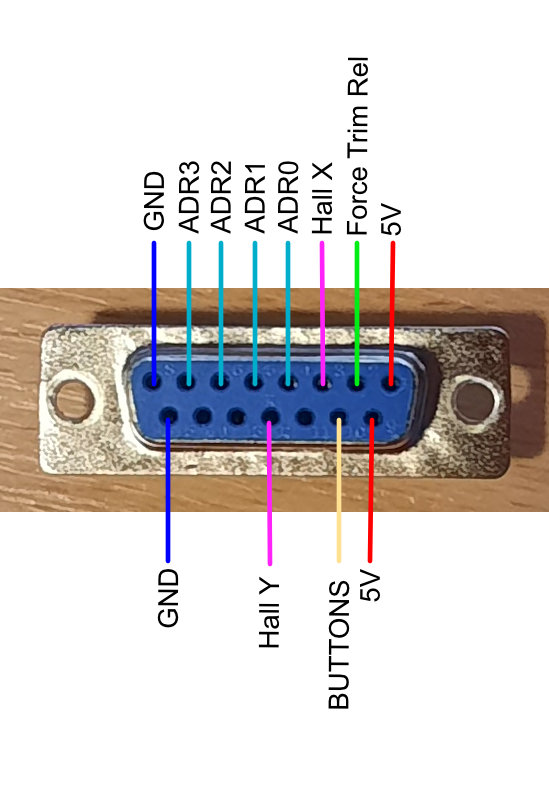 GND
ADR3
ADR2
ADR1
ADR0
Hall X
Force Trim Rel
5V
GND
Hall Y
BUTTONS
5V